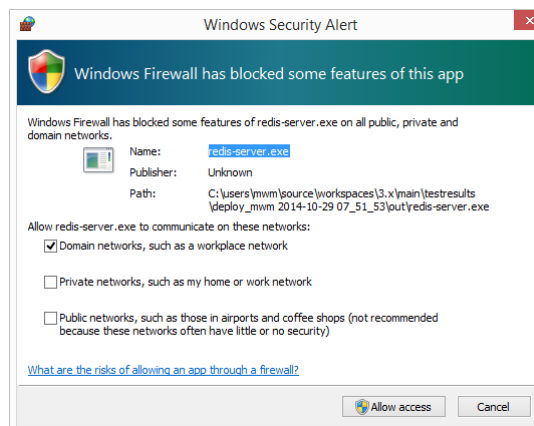 Windows Security Alert
Windows Firewall has blocked some features of this app
Windows Firewall has blocked some features of redis-server.exe on all public, private and
domain networks.
Name: redis-server.exe
Publisher: Unknown
Path: C:\users\mwm\source\workspaces\3.x\main\testresults
\deploy_mwm 2014-10-29 07_51_53\out\redis-server.exe
Allow redis-server.exe to communicate on these networks:
Domain networks, such as a workplace network
Private networks, such as my home or work network
Public networks, such as those in airports and coffee shops (not recommended
because these networks often have little or no security)
What are the risks of allowing an app through a firewall?
Allow access Cancel